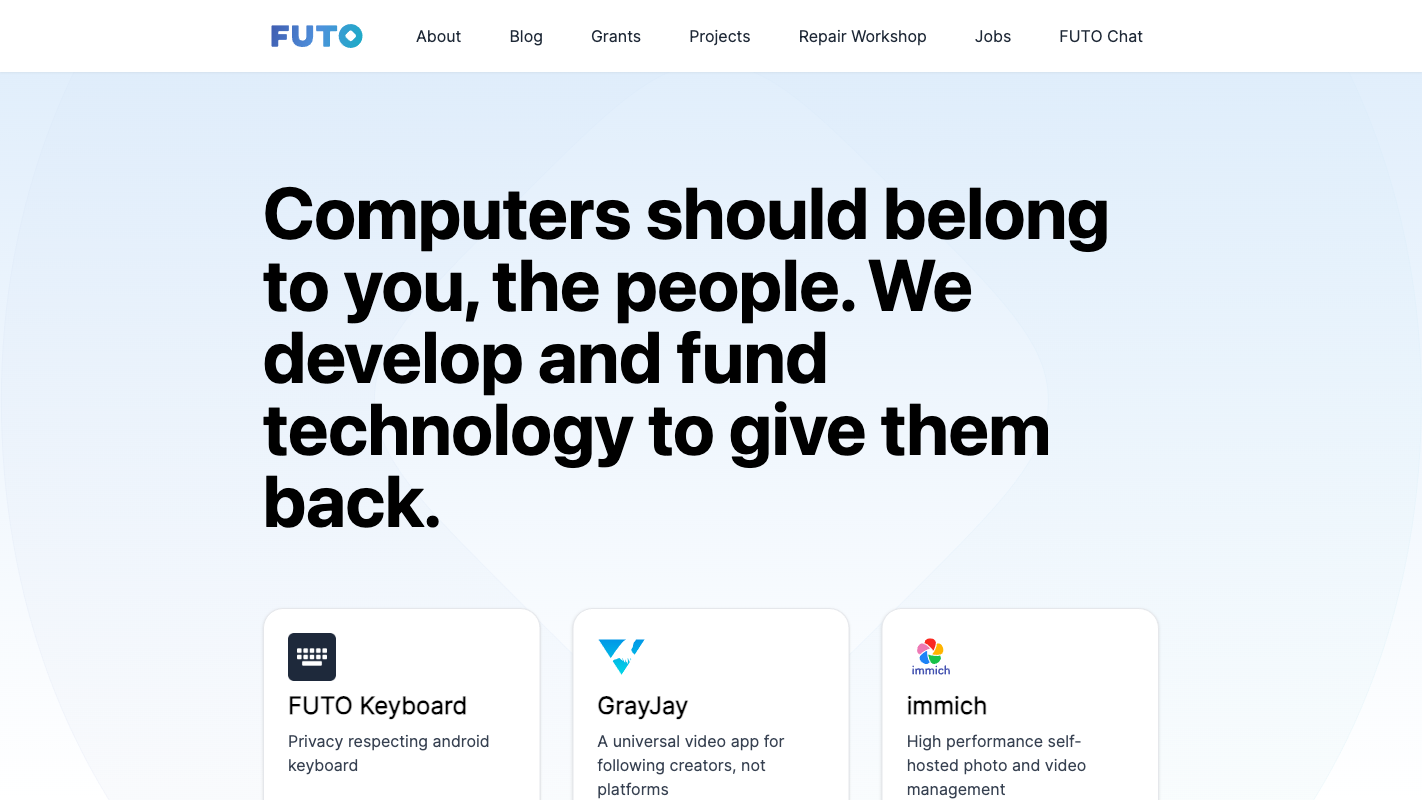 FUTO
About Blog Grants Projects Repair Workshop Jobs FUTO Chat
Computers should belong
to you, the people. We
develop and fund
technology to give them
back.
FUTO Keyboard
Privacy respecting android
keyboard
GrayJay
A universal video app for
following creators, not
platforms
immich
immich
High performance self-
hosted photo and video
management